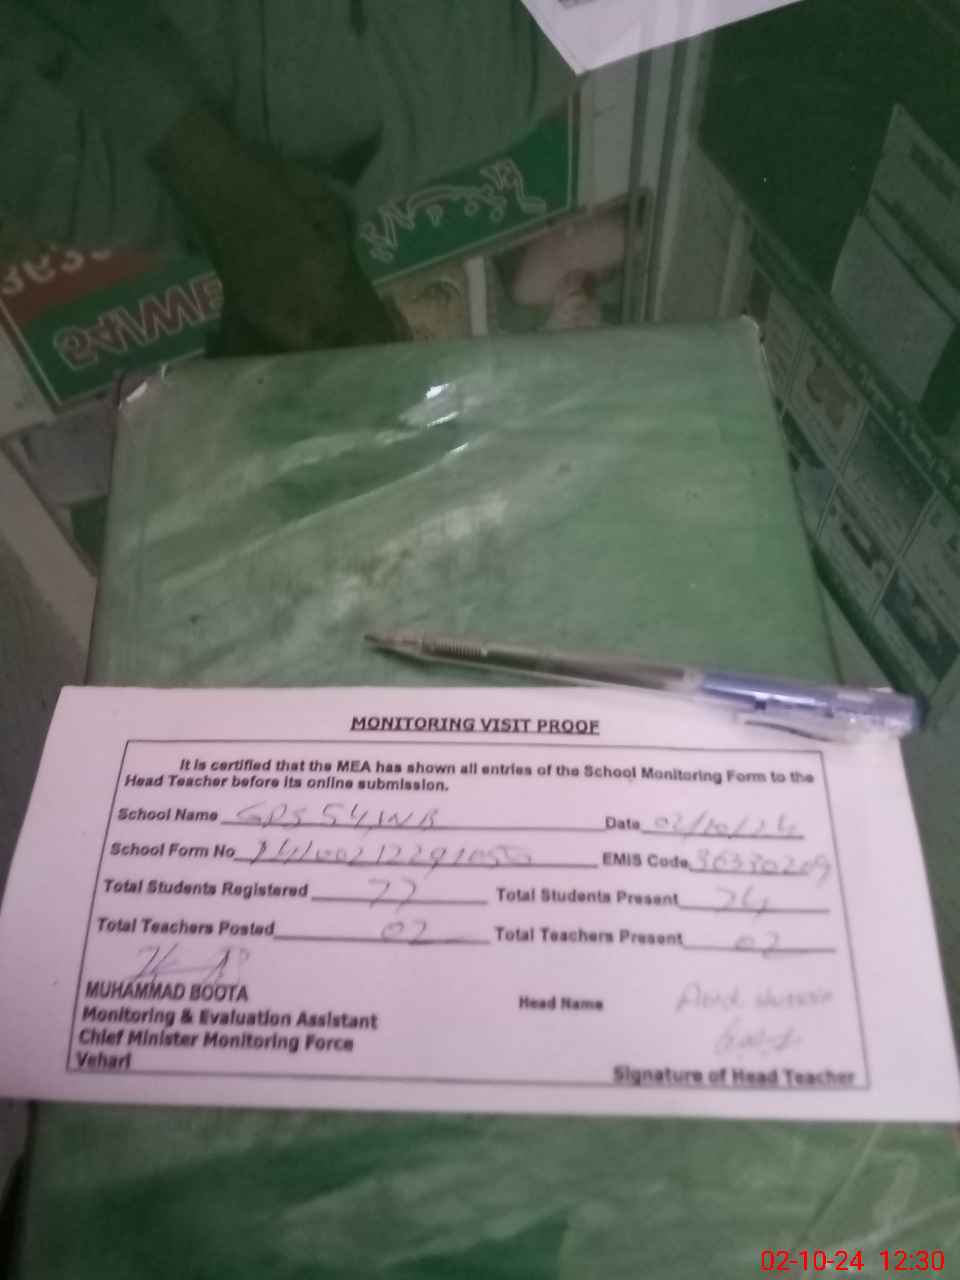 MONITORING VISIT PROOF
It is certified that the MEA has shown all entries of the School Monitoring Form to the
Head Teacher before its online submission.
School Name GPS 54/WB Date 02/10/24
School Form No EMIS Code 36330209
Total Students Registered 77 Total Students Present 74
Total Teachers Posted 02 Total Teachers Present 02
MUHAMMAD BOOTA
Monitoring & Evaluation Assistant
Chief Minister Monitoring Force
Vehari
Head Name
Signature of Head Teacher
02-10-24 12:30